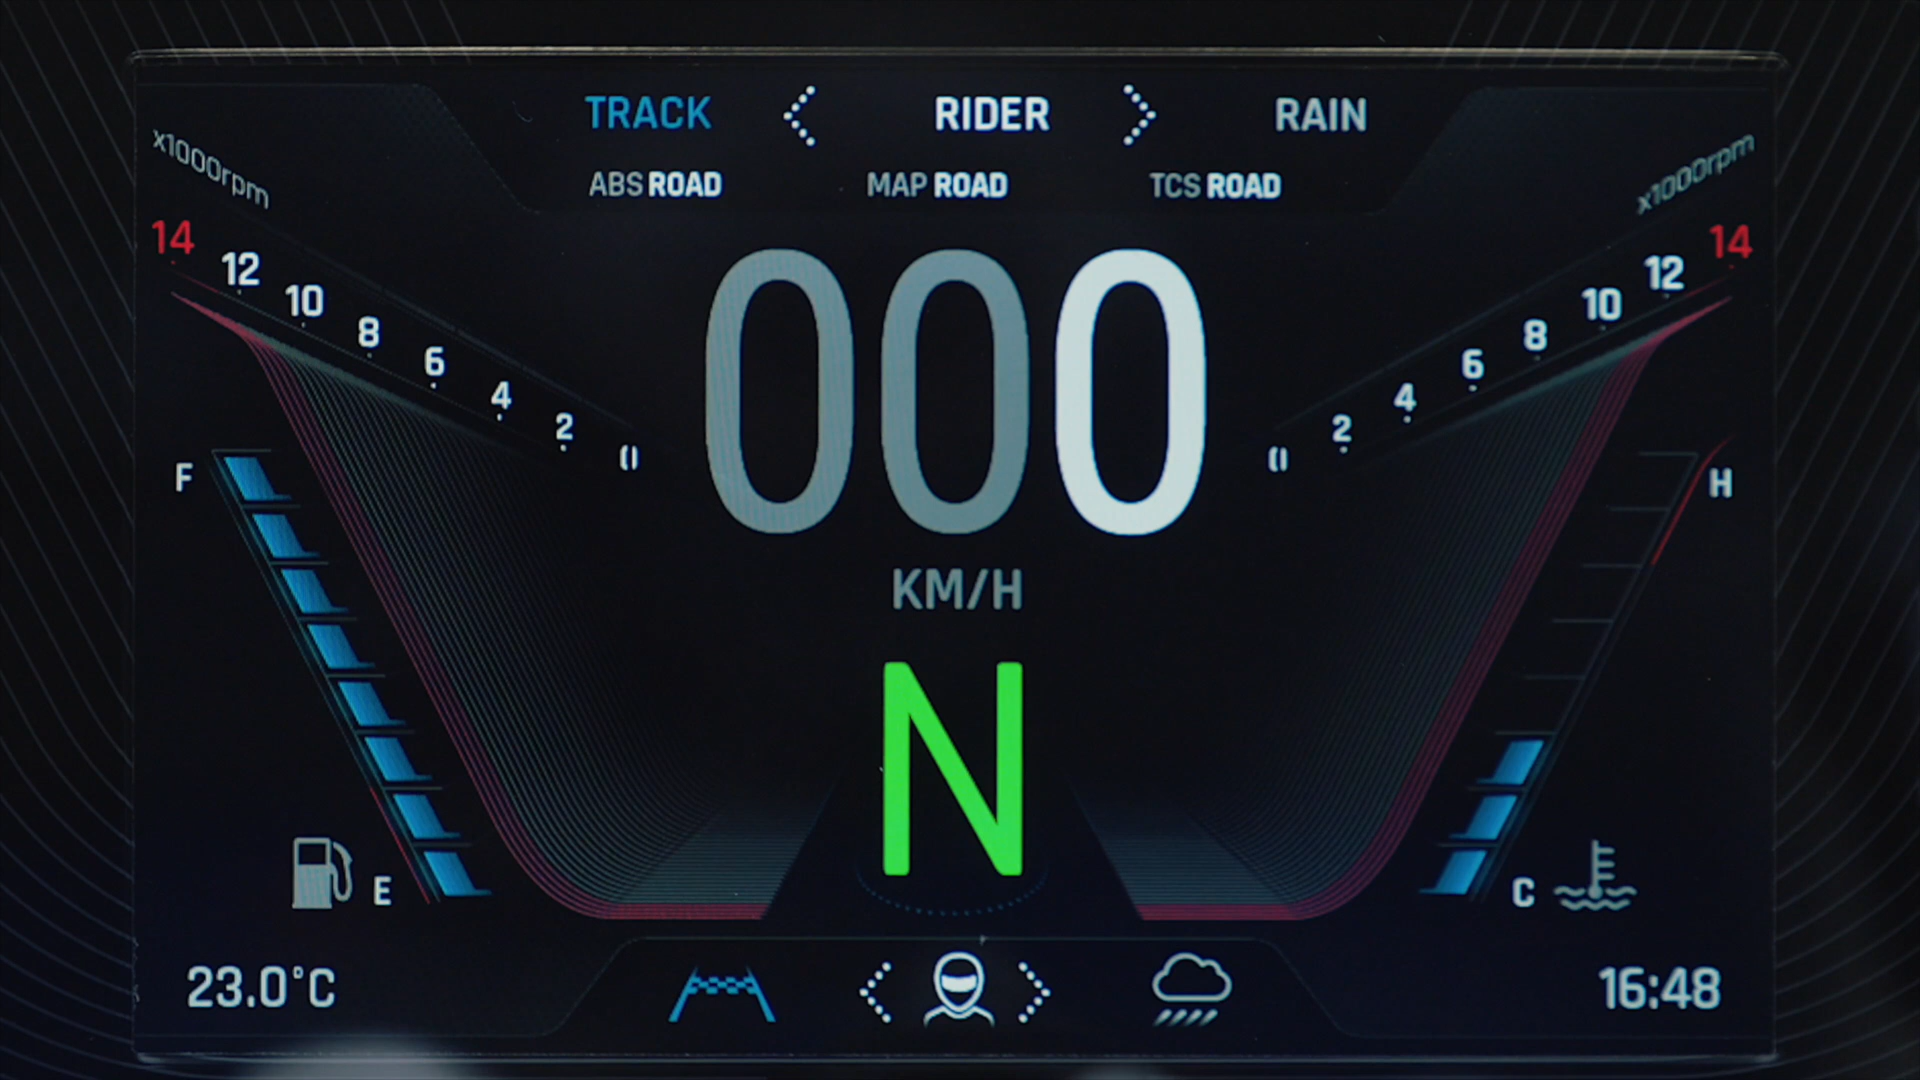 TRACK RIDER RAIN
ABS ROAD MAP ROAD TCS ROAD
x1000rpm x1000rpm
14 12 10 8 6 4 2 0
0 2 4 6 8 10 12 14
000
KM/H
F H
N
E C
23.0°C 16:48